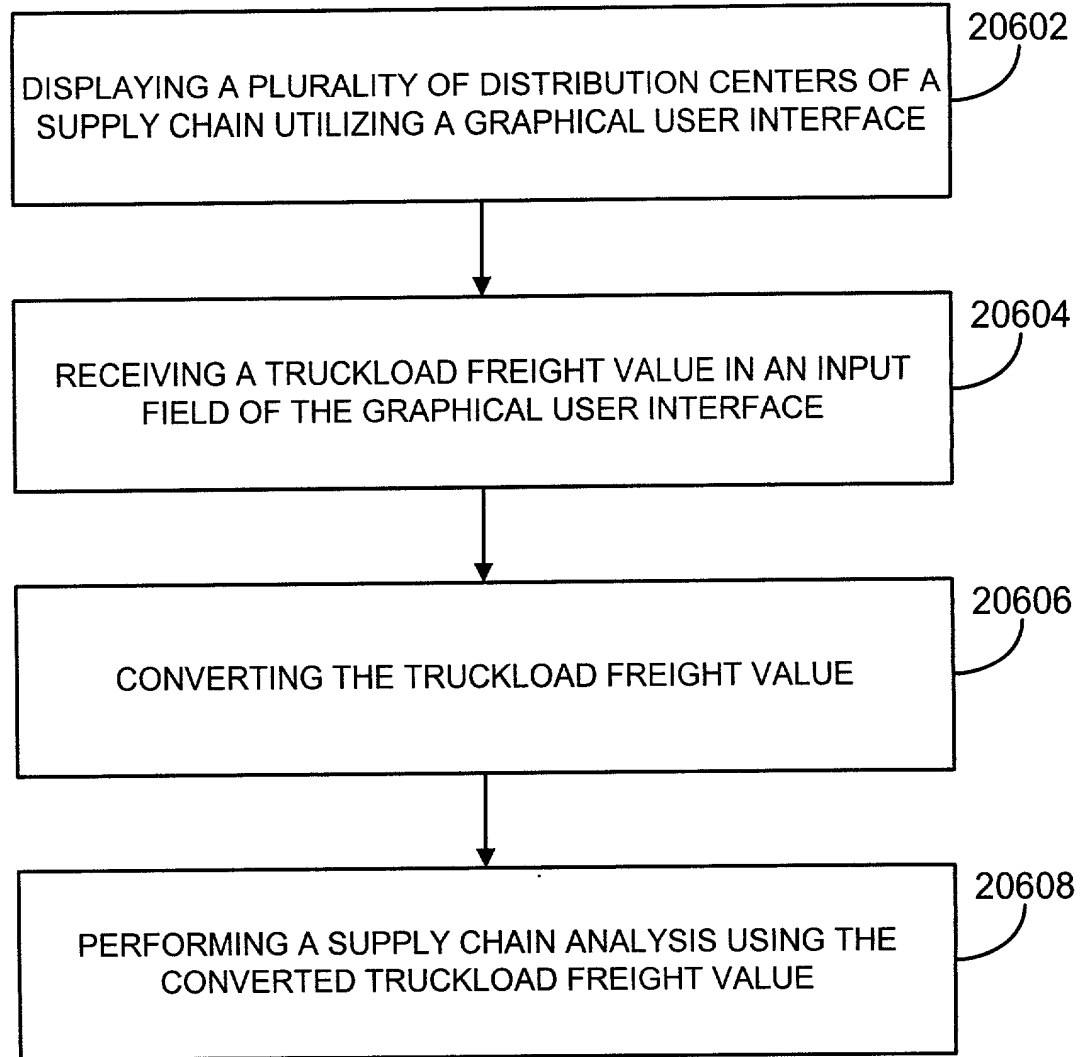 20602
DISPLAYING A PLURALITY OF DISTRIBUTION CENTERS OF A
SUPPLY CHAIN UTILIZING A GRAPHICAL USER INTERFACE
20604
RECEIVING A TRUCKLOAD FREIGHT VALUE IN AN INPUT
FIELD OF THE GRAPHICAL USER INTERFACE
20606
CONVERTING THE TRUCKLOAD FREIGHT VALUE
20608
PERFORMING A SUPPLY CHAIN ANALYSIS USING THE
CONVERTED TRUCKLOAD FREIGHT VALUE